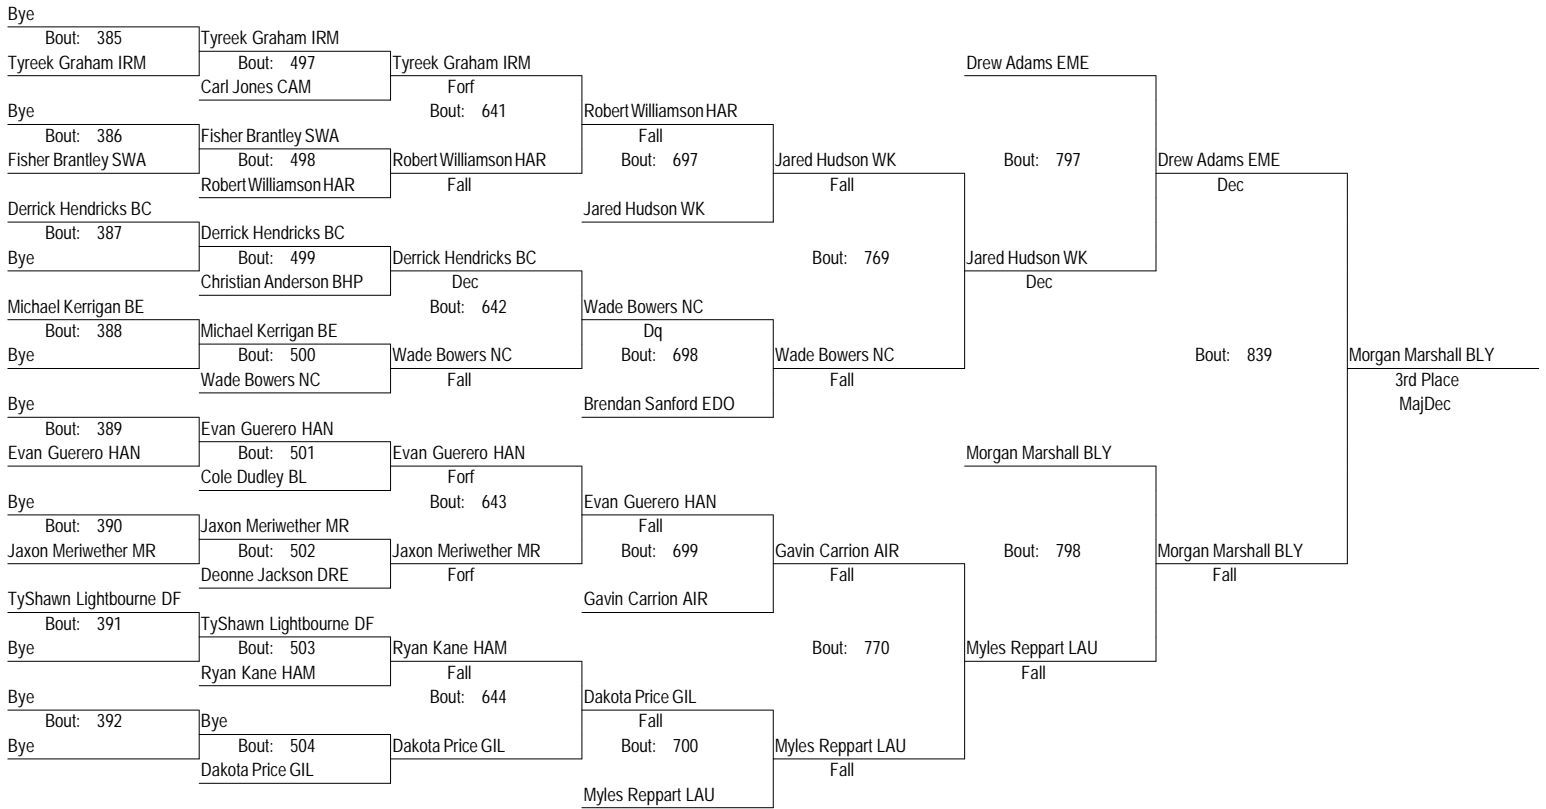 Bye
Bout: 385
Tyreek Graham IRM
Bye
Bout: 386
Fisher Brantley SWA
Derrick Hendricks BC
Bout: 387
Bye
Michael Kerrigan BE
Bout: 388
Bye
Bye
Bout: 389
Evan Guerero HAN
Bye
Bout: 390
Jaxon Meriwether MR
TyShawn Lightbourne DF
Bout: 391
Bye
Bye
Bout: 392
Bye
Tyreek Graham IRM
Bout: 497
Carl Jones CAM
Fisher Brantley SWA
Bout: 498
Robert Williamson HAR
Derrick Hendricks BC
Bout: 499
Christian Anderson BHP
Michael Kerrigan BE
Bout: 500
Wade Bowers NC
Evan Guerero HAN
Bout: 501
Cole Dudley BL
Jaxon Meriwether MR
Bout: 502
Deonne Jackson DRE
TyShawn Lightbourne DF
Bout: 503
Ryan Kane HAM
Bye
Bout: 504
Dakota Price GIL
Tyreek Graham IRM
Forf
Bout: 641
Robert Williamson HAR
Fall
Derrick Hendricks BC
Dec
Bout: 642
Wade Bowers NC
Fall
Evan Guerero HAN
Forf
Bout: 643
Jaxon Meriwether MR
Forf
Ryan Kane HAM
Fall
Bout: 644
Dakota Price GIL
Robert Williamson HAR
Fall
Bout: 697
Jared Hudson WK
Wade Bowers NC
Dq
Bout: 698
Brendan Sanford EDO
Evan Guerero HAN
Fall
Bout: 699
Gavin Carrion AIR
Dakota Price GIL
Fall
Bout: 700
Myles Reppart LAU
Jared Hudson WK
Fall
Bout: 769
Wade Bowers NC
Fall
Gavin Carrion AIR
Fall
Bout: 770
Myles Reppart LAU
Fall
Drew Adams EME
Bout: 797
Jared Hudson WK
Dec
Morgan Marshall BLY
Bout: 798
Myles Reppart LAU
Fall
Drew Adams EME
Dec
Bout: 839
Morgan Marshall BLY
Fall
Morgan Marshall BLY
3rd Place
MajDec